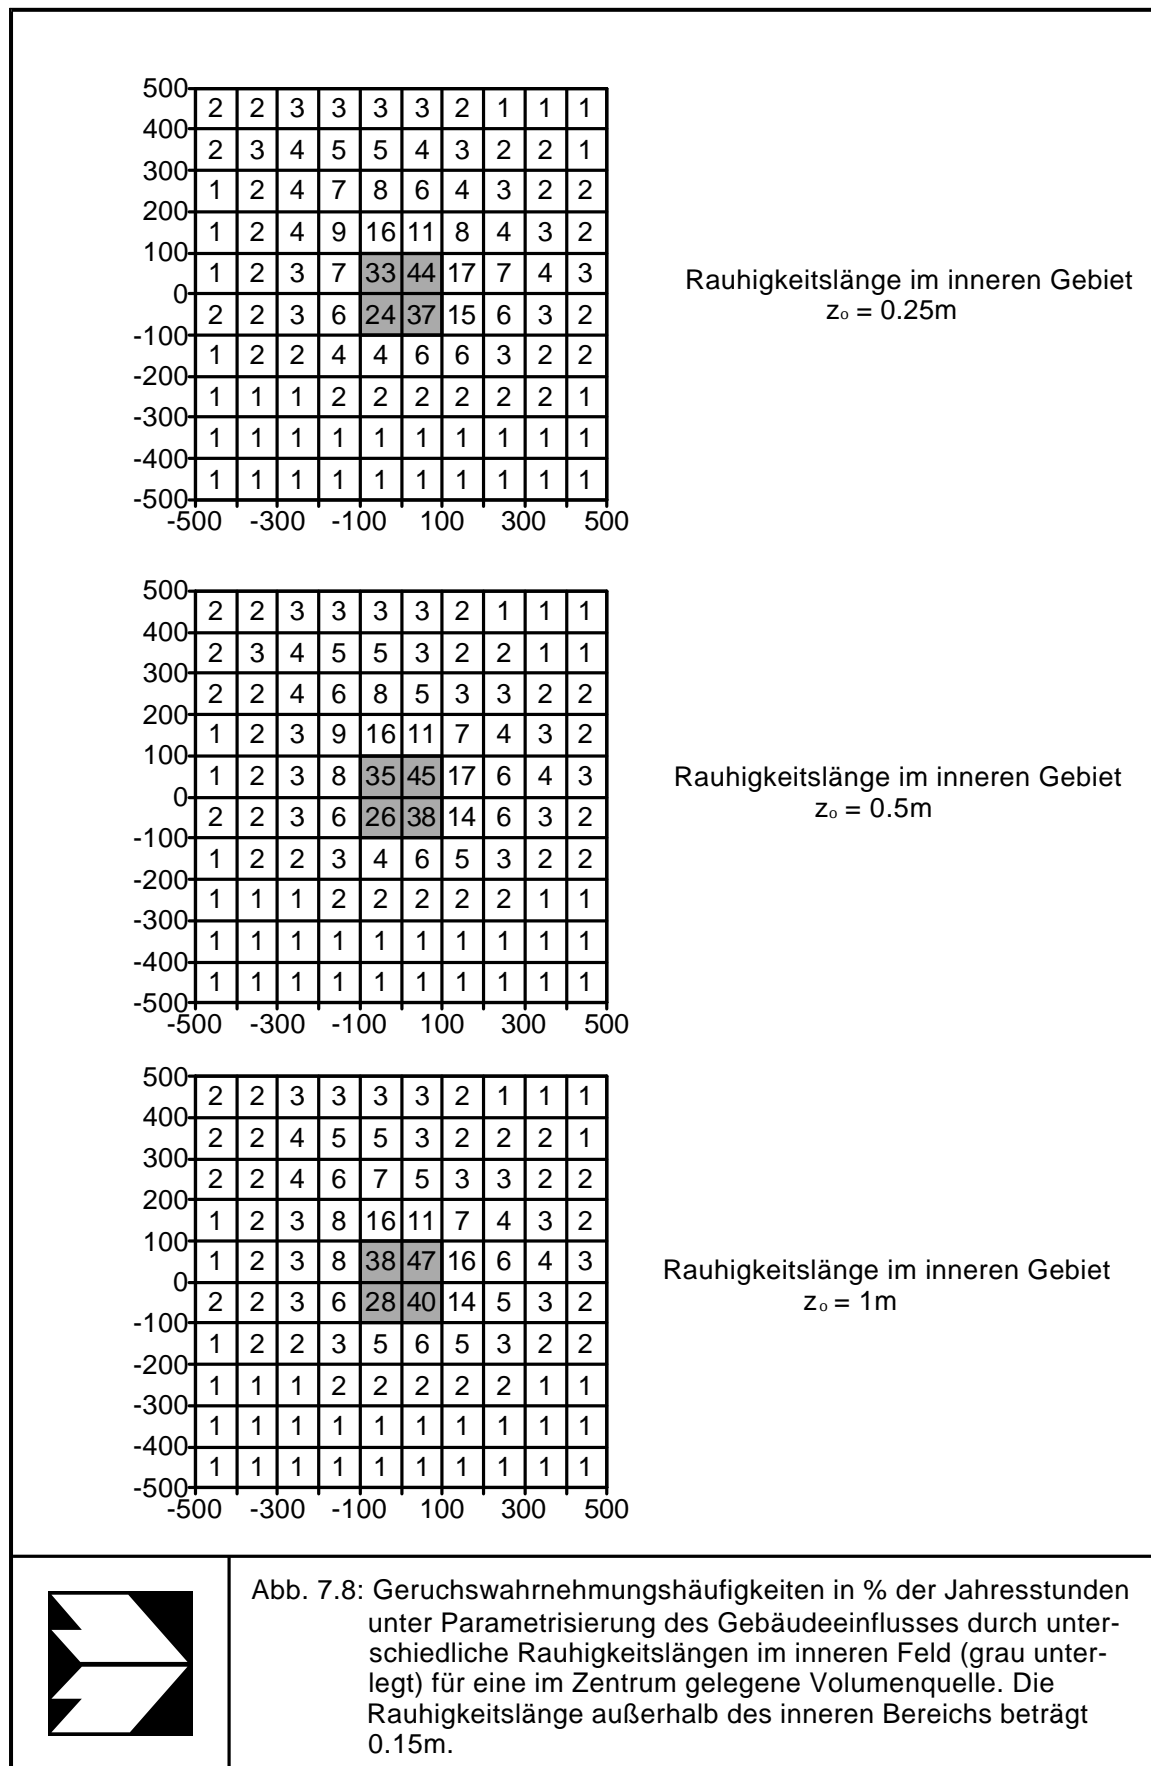 500
2 2 3 3 3 3 2 1 1 1
400
2 3 4 5 5 4 3 2 2 1
300
1 2 4 7 8 6 4 3 2 2
200
1 2 4 9 16 11 8 4 3 2
100
1 2 3 7 33 44 17 7 4 3
0
2 2 3 6 24 37 15 6 3 2
-100
1 2 2 4 4 6 6 3 2 2
-200
1 1 1 2 2 2 2 2 2 1
-300
1 1 1 1 1 1 1 1 1 1
-400
1 1 1 1 1 1 1 1 1 1
-500
-500 -300 -100 100 300 500
Rauhigkeitslänge im inneren Gebiet
zo = 0.25m
500
2 2 3 3 3 3 2 1 1 1
400
2 3 4 5 5 3 2 2 1 1
300
2 2 4 6 8 5 3 3 2 2
200
1 2 3 9 16 11 7 4 3 2
100
1 2 3 8 35 45 17 6 4 3
0
2 2 3 6 26 38 14 6 3 2
-100
1 2 2 3 4 6 5 3 2 2
-200
1 1 1 2 2 2 2 2 1 1
-300
1 1 1 1 1 1 1 1 1 1
-400
1 1 1 1 1 1 1 1 1 1
-500
-500 -300 -100 100 300 500
Rauhigkeitslänge im inneren Gebiet
zo = 0.5m
500
2 2 3 3 3 3 2 1 1 1
400
2 2 4 5 5 3 2 2 2 1
300
2 2 4 6 7 5 3 3 2 2
200
1 2 3 8 16 11 7 4 3 2
100
1 2 3 8 38 47 16 6 4 3
0
2 2 3 6 28 40 14 5 3 2
-100
1 2 2 3 5 6 5 3 2 2
-200
1 1 1 2 2 2 2 2 1 1
-300
1 1 1 1 1 1 1 1 1 1
-400
1 1 1 1 1 1 1 1 1 1
-500
-500 -300 -100 100 300 500
Rauhigkeitslänge im inneren Gebiet
zo = 1m
Abb. 7.8: Geruchswahrnehmungshäufigkeiten in % der Jahresstunden
unter Parametrisierung des Gebäudeeinflusses durch unter-
schiedliche Rauhigkeitslängen im inneren Feld (grau unter-
legt) für eine im Zentrum gelegene Volumenquelle. Die
Rauhigkeitslänge außerhalb des inneren Bereichs beträgt
0.15m.